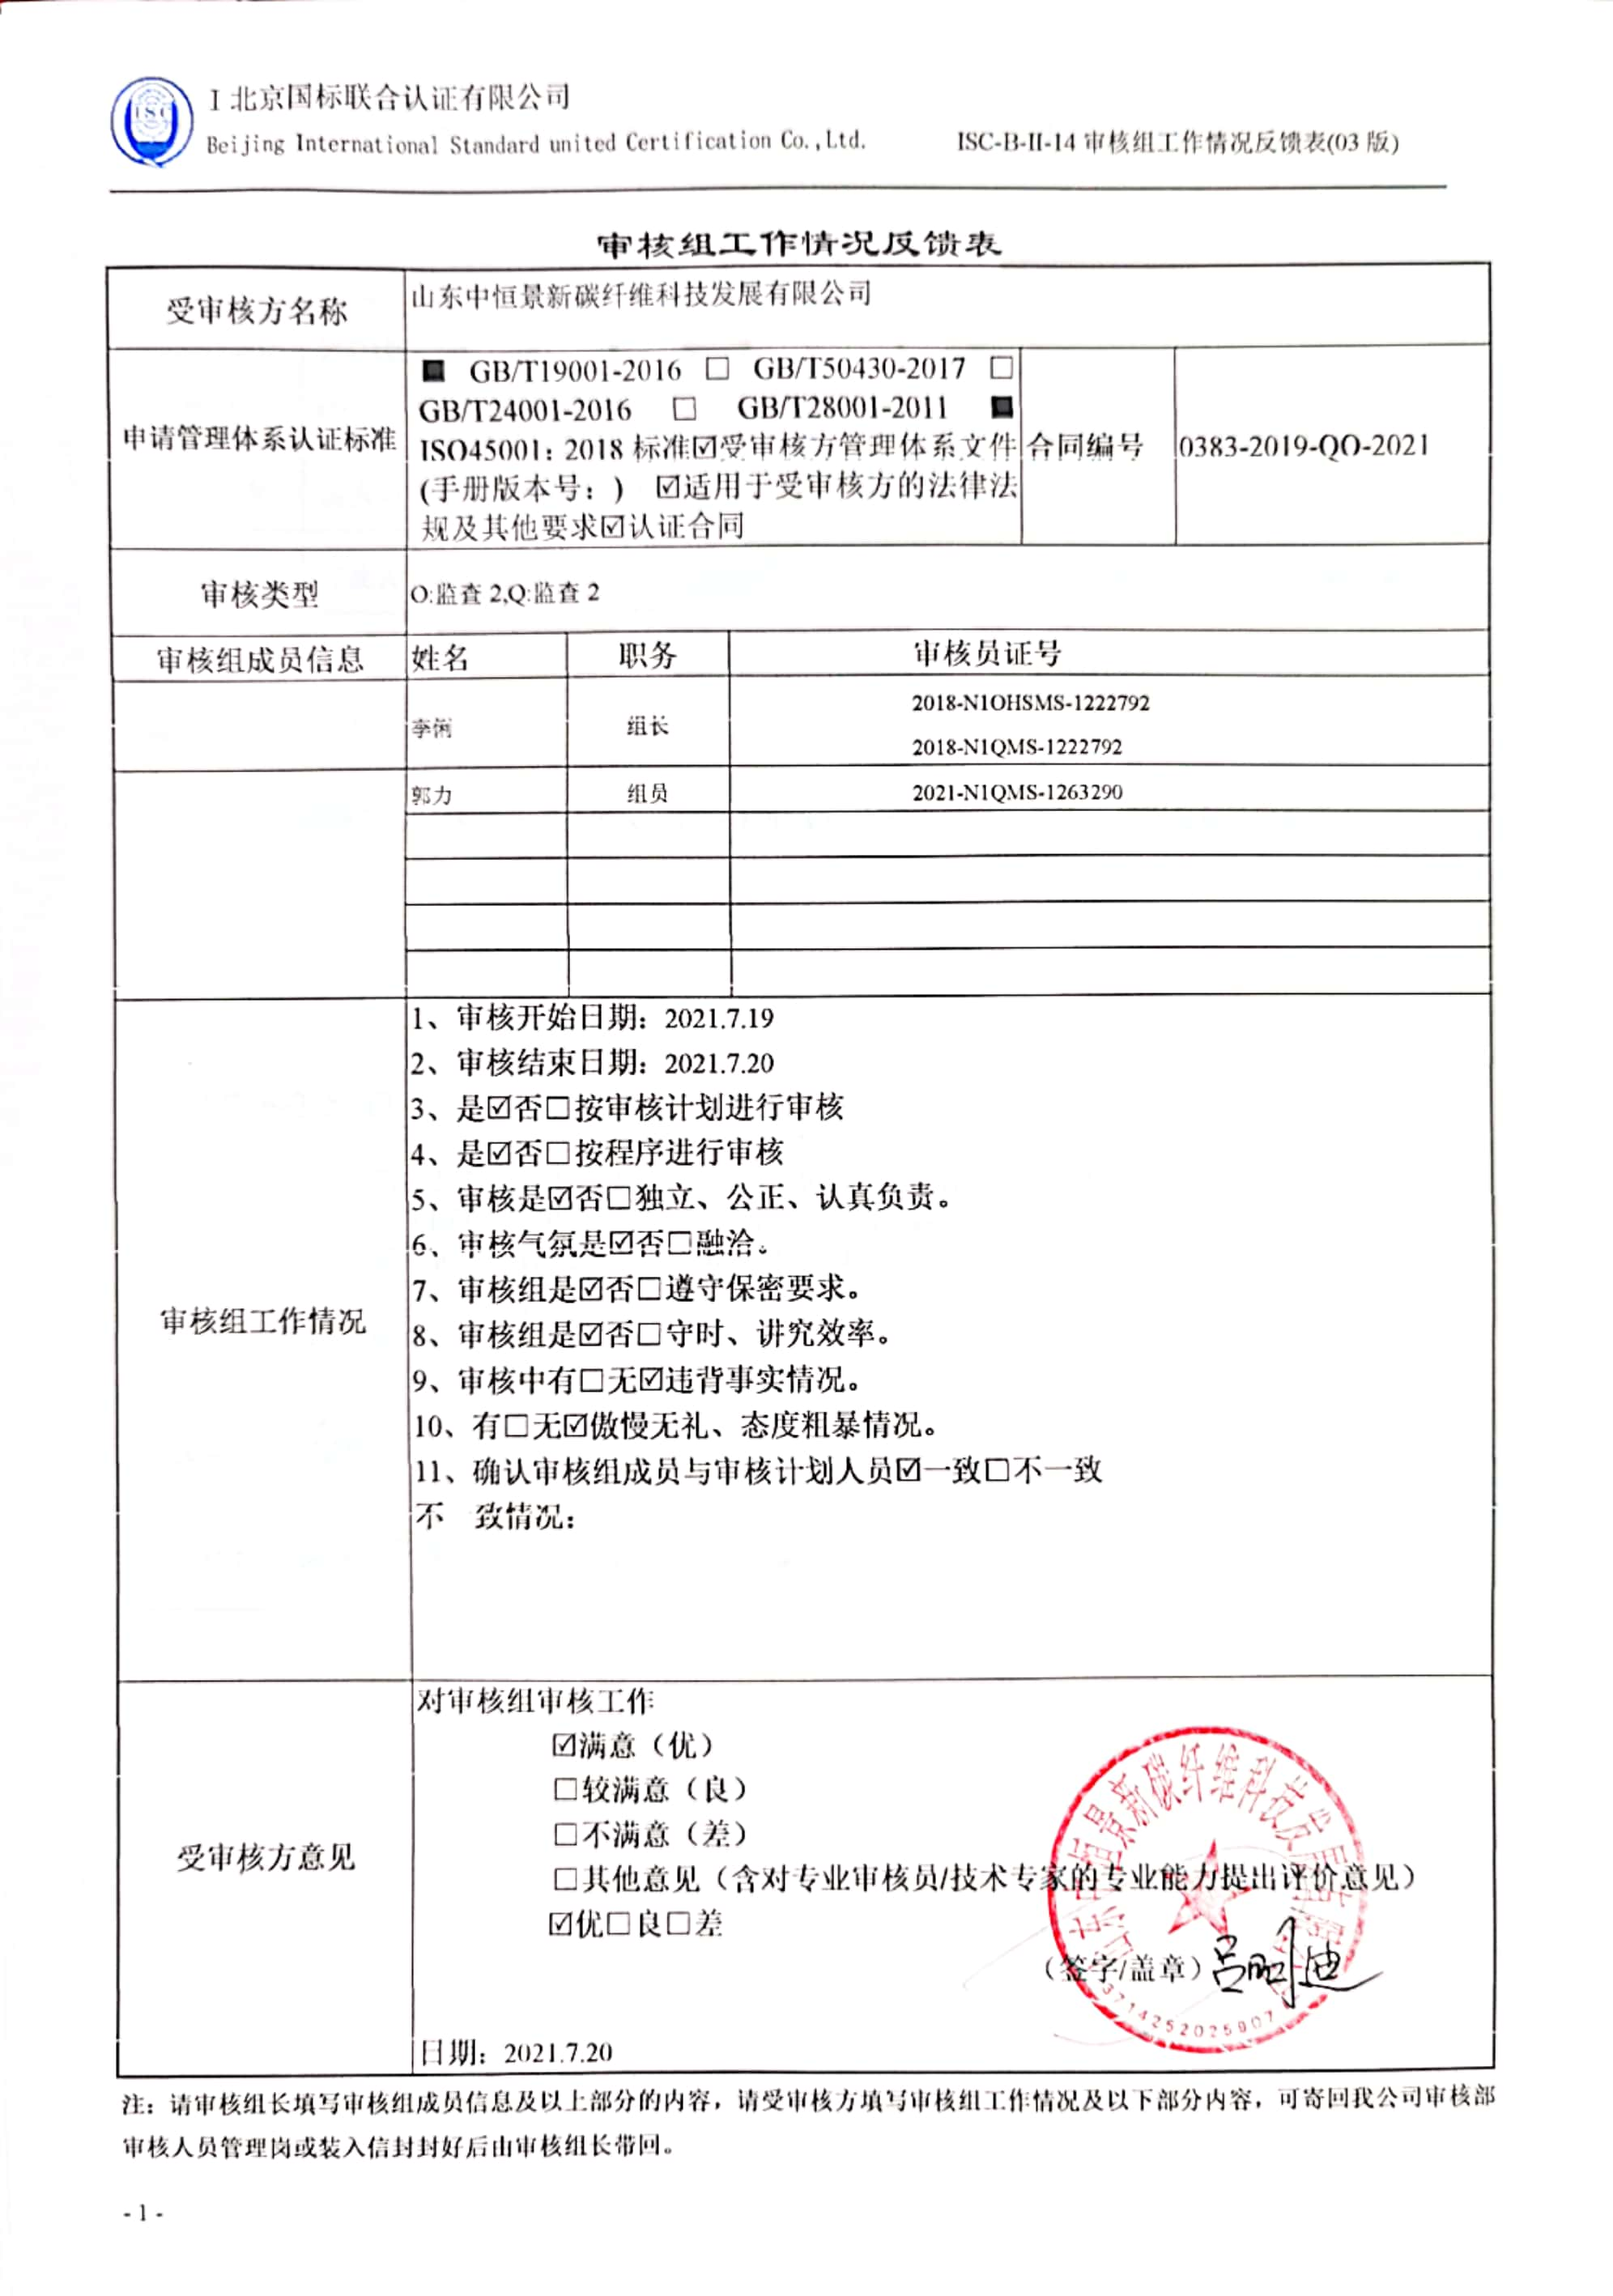 I 北京国标联合认证有限公司
Beijing International Standard united Certification Co.,Ltd.
ISC-B-II-14 审核组工作情况反馈表(03 版)
审核组工作情况反馈表
受审核方名称
山东中恒景新碳纤维科技发展有限公司
申请管理体系认证标准
■ GB/T19001-2016 □ GB/T50430-2017 □
GB/T24001-2016 □ GB/T28001-2011 ■
ISO45001：2018 标准☑受审核方管理体系文件
(手册版本号：) ☑适用于受审核方的法律法
规及其他要求☑认证合同
合同编号
0383-2019-QO-2021
审核类型
O:监查 2,Q:监查 2
审核组成员信息
姓名
职务
审核员证号
李俐
组长
2018-N1OHSMS-1222792
2018-N1QMS-1222792
郭力
组员
2021-N1QMS-1263290
审核组工作情况
1、审核开始日期：2021.7.19
2、审核结束日期：2021.7.20
3、是☑否□按审核计划进行审核
4、是☑否□按程序进行审核
5、审核是☑否□独立、公正、认真负责。
6、审核气氛是☑否□融洽。
7、审核组是☑否□遵守保密要求。
8、审核组是☑否□守时、讲究效率。
9、审核中有□无☑违背事实情况。
10、有□无☑傲慢无礼、态度粗暴情况。
11、确认审核组成员与审核计划人员☑一致□不一致
不 致情况：
受审核方意见
对审核组审核工作
☑满意（优）
□较满意（良）
□不满意（差）
□其他意见（含对专业审核员/技术专家的专业能力提出评价意见）
☑优□良□差
（签字/盖章）
山东中恒景新碳纤维科技发展有限公司
3714252025907
日期：2021.7.20
注：请审核组长填写审核组成员信息及以上部分的内容，请受审核方填写审核组工作情况及以下部分内容，可寄回我公司审核部
审核人员管理岗或装入信封封好后由审核组长带回。
- 1 -